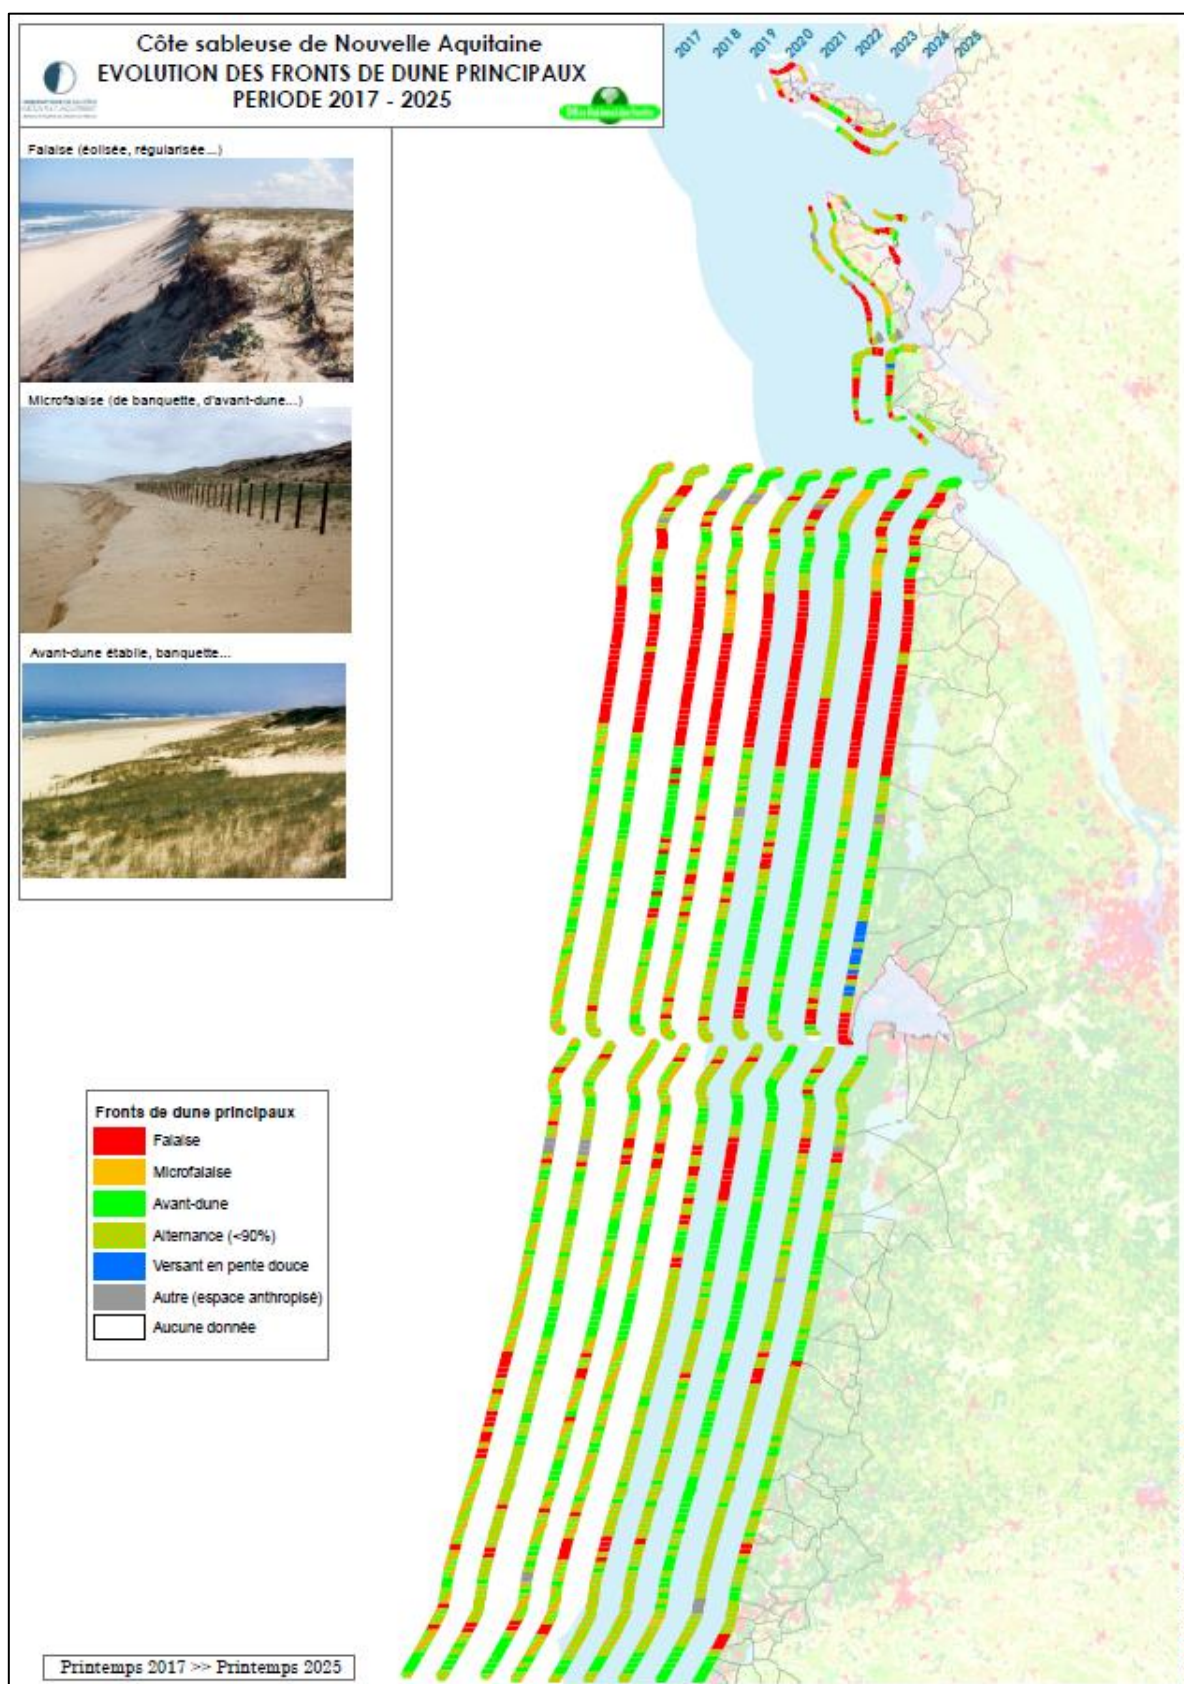 Côte sableuse de Nouvelle Aquitaine
EVOLUTION DES FRONTS DE DUNE PRINCIPAUX
PERIODE 2017 - 2025
2017
2018
2019
2020
2021
2022
2023
2024
2025
Falaise (éolisée, régularisée...)
Microfalaise (de banquette, d'avant-dune...)
Avant-dune établie, banquette...
Fronts de dune principaux
Falaise
Microfalaise
Avant-dune
Alternance (<90%)
Versant en pente douce
Autre (espace anthropisé)
Aucune donnée
Printemps 2017 >> Printemps 2025